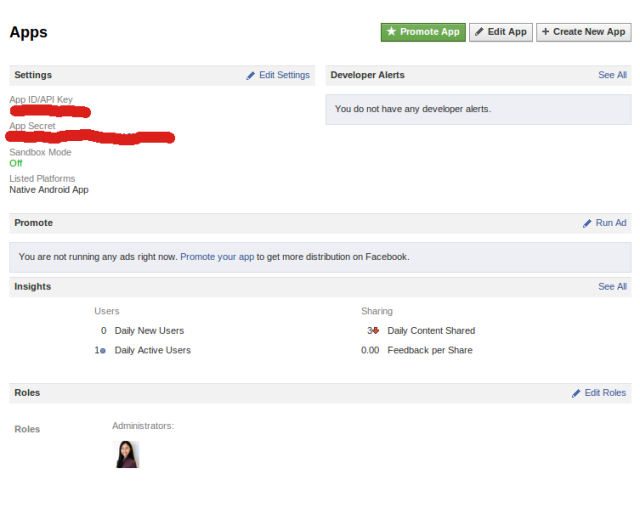 Apps
Promote App
Edit App
+ Create New App
Settings
Edit Settings
Developer Alerts
See All
App ID/API Key
App Secret
Sandbox Mode
Off
Listed Platforms
Native Android App
You do not have any developer alerts.
Promote
Run Ad
You are not running any ads right now. Promote your app to get more distribution on Facebook.
Insights
See All
Users
Sharing
0 Daily New Users
3 Daily Content Shared
1 Daily Active Users
0.00 Feedback per Share
Roles
Edit Roles
Roles
Administrators: